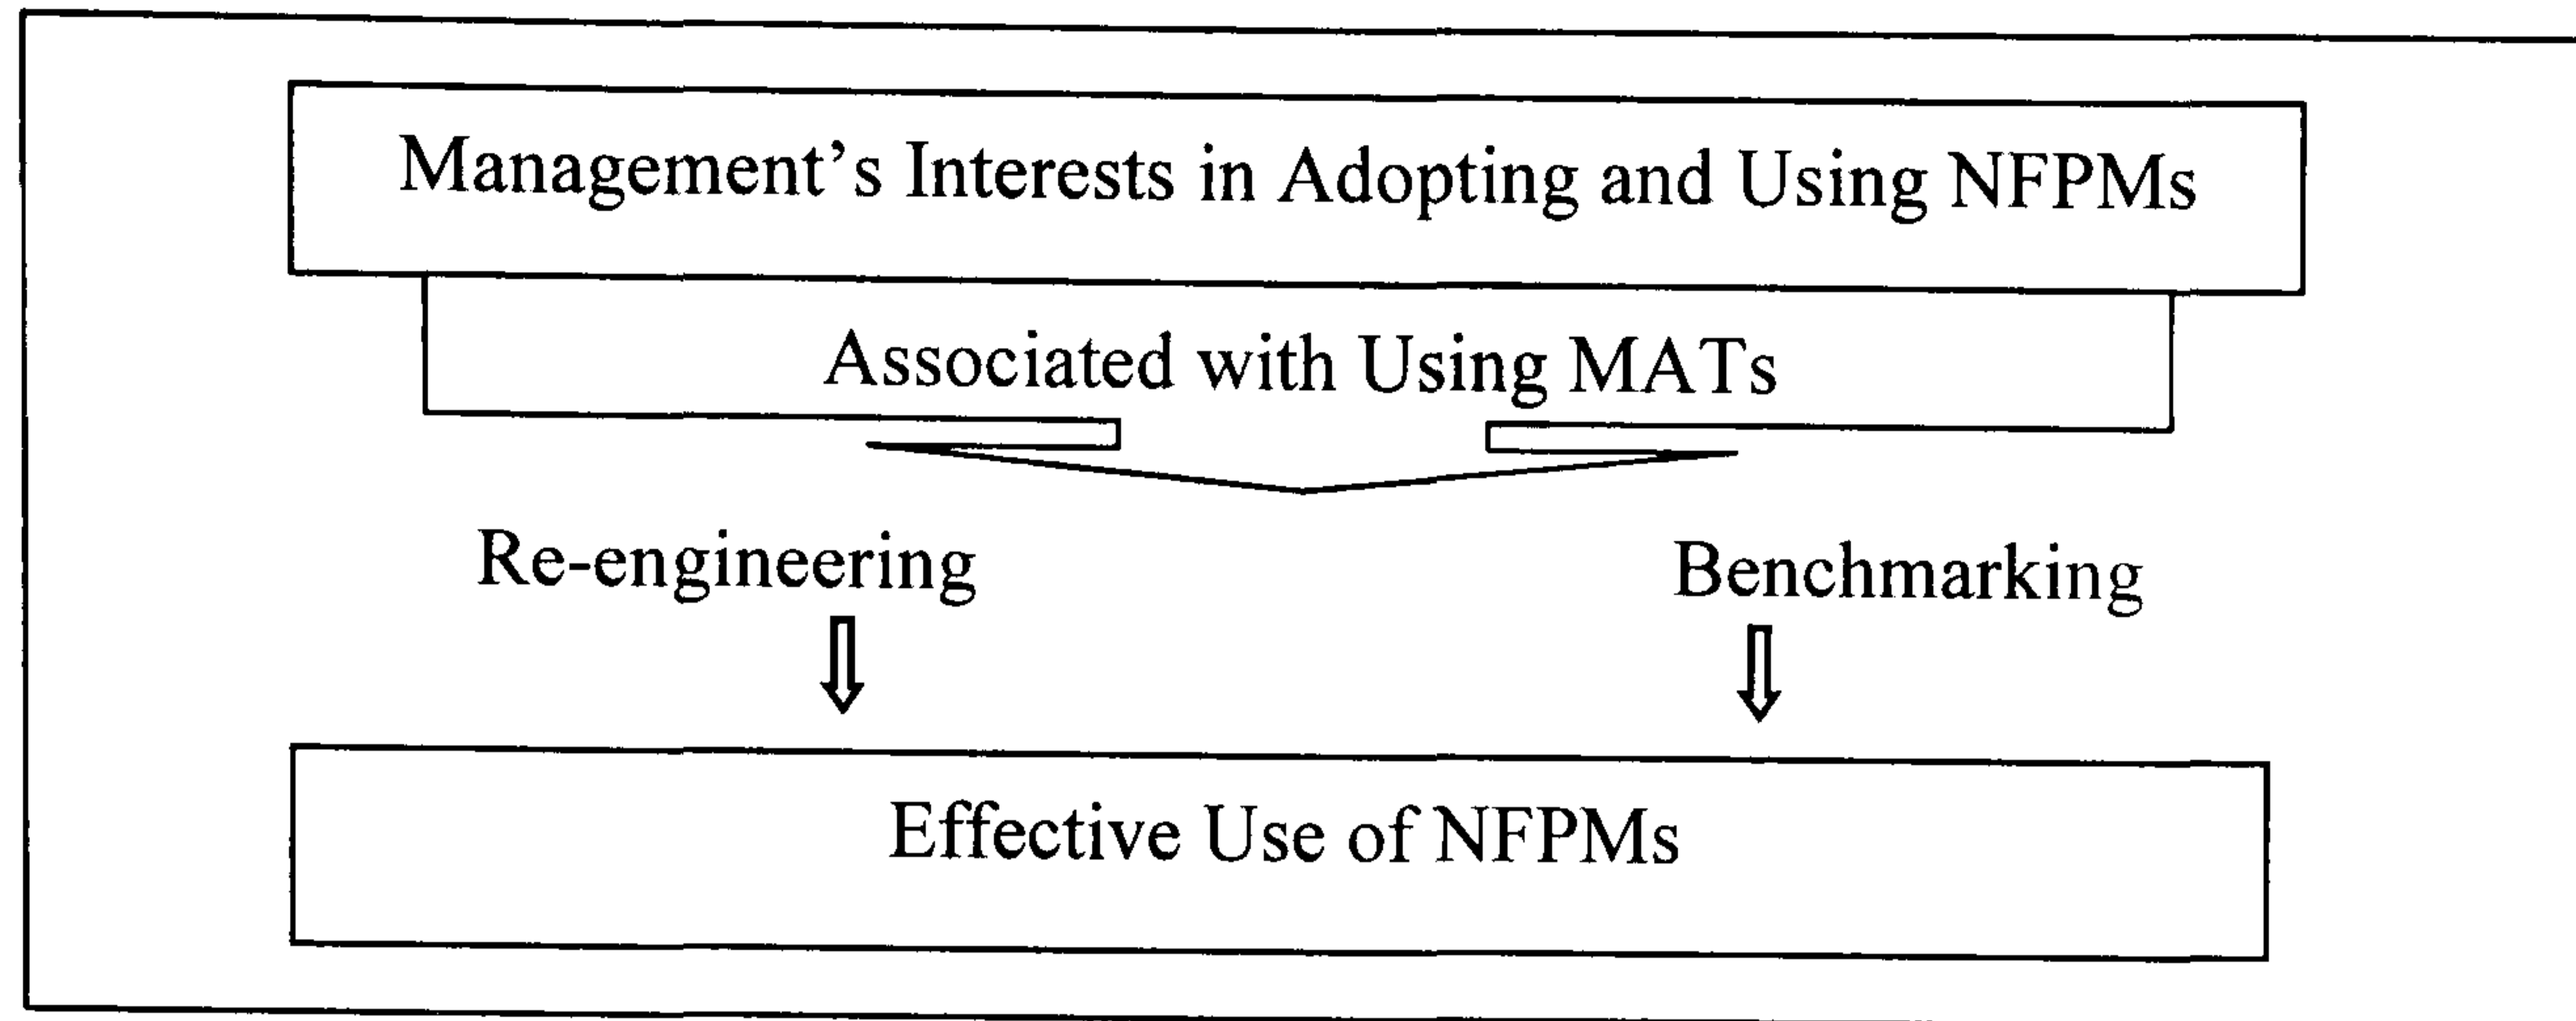 Management's Interests in Adopting and Using NFPMs
Associated with Using MATs
Re-engineering Benchmarking
Effective Use of NFPMs